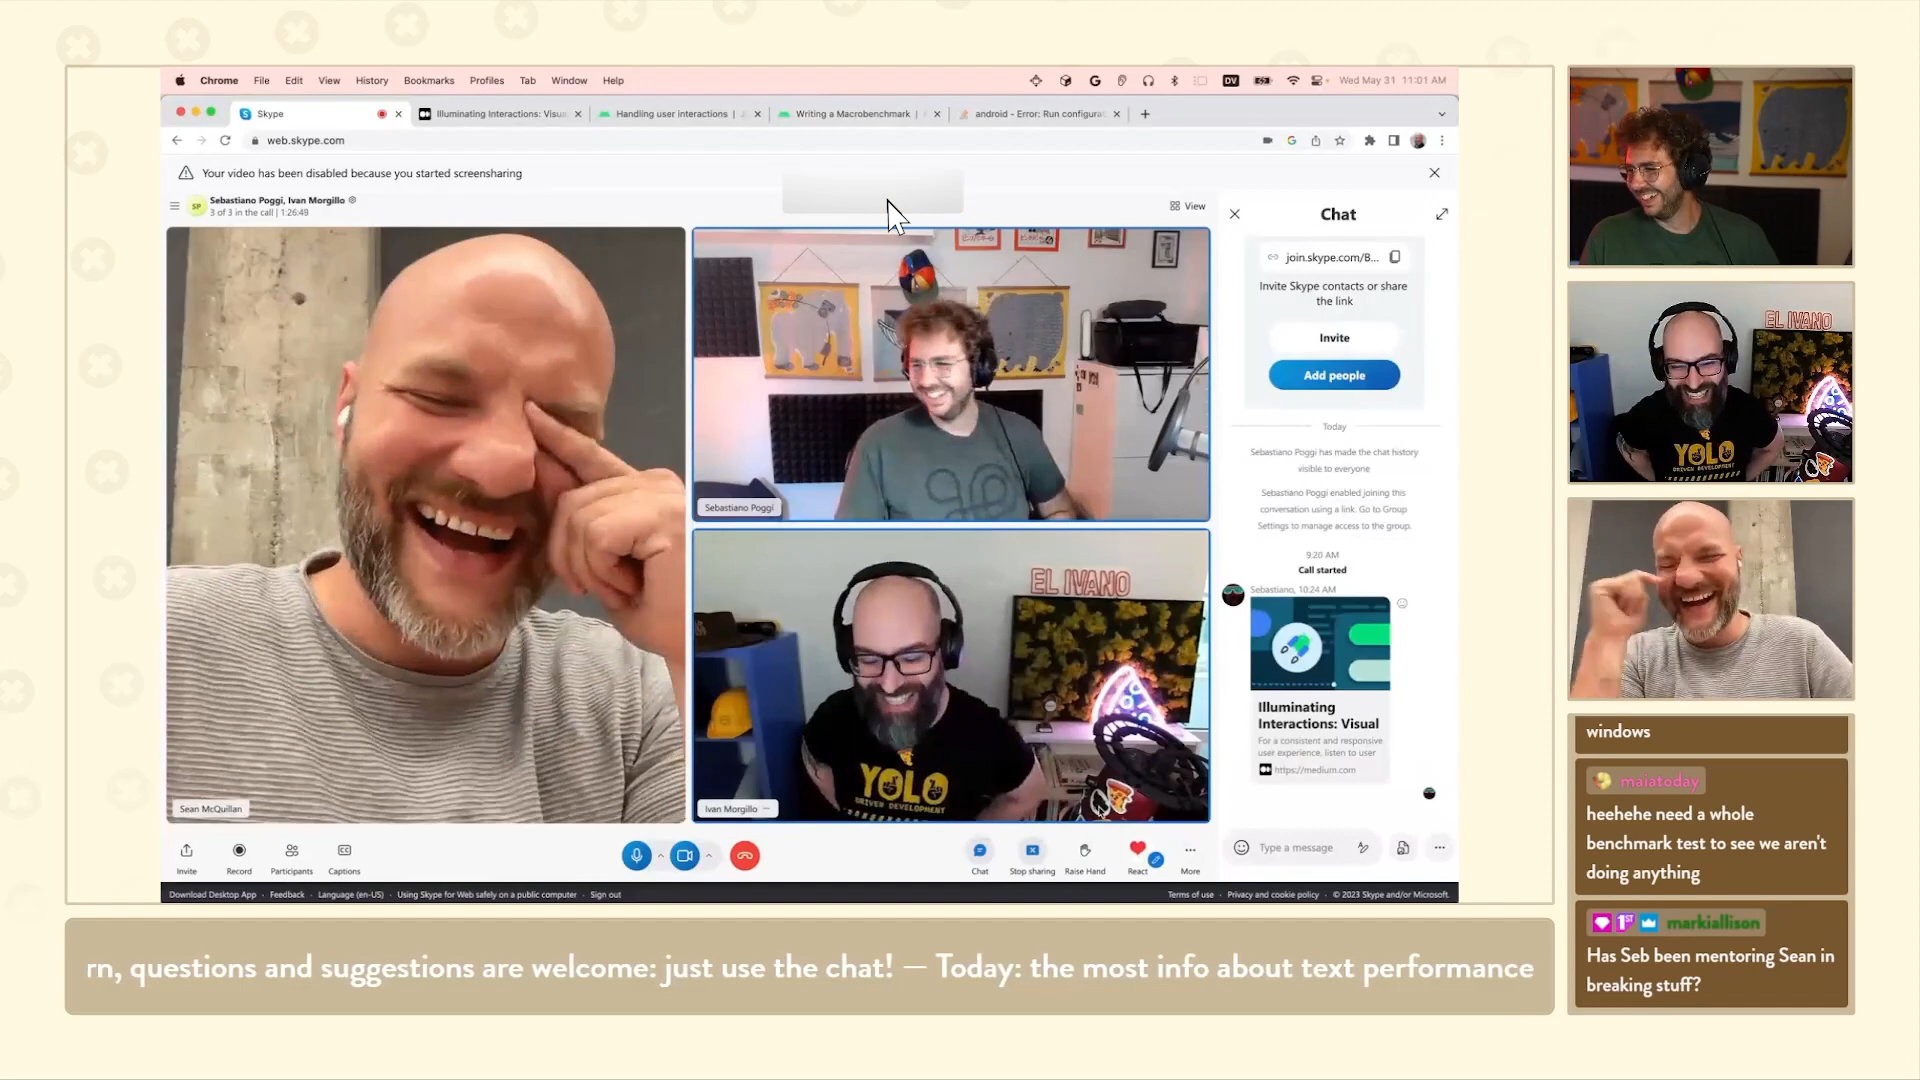 Chrome File Edit View History Bookmarks Profiles Tab Window Help
DV
Wed May 31 11:01 AM
Skype
Illuminating Interactions: Visu
Handling user interactions |
Writing a Macrobenchmark |
android - Error: Run configura
web.skype.com
Your video has been disabled because you started screensharing
SP
Sebastiano Poggi, Ivan Morgillo
3 of 3 in the call | 1:26:49
View
Chat
join.skype.com/B...
Invite Skype contacts or share
the link
Invite
Add people
Today
Sebastiano Poggi has made the chat history
visible to everyone
Sebastiano Poggi enabled joining this
conversation using a link. Go to Group
Settings to manage access to the group.
9:20 AM
Call started
Sebastiano, 10:24 AM
Illuminating
Interactions: Visual
For a consistent and responsive
user experience, listen to user
https://medium.com
Type a message
Sebastiano Poggi
EL IVANO
YOLO
DRIVEN DEVELOPMENT
Sean McQuillan
Ivan Morgillo
Invite
Record
Participants
Captions
Chat
Stop sharing
Raise Hand
React
More
Download Desktop App · Feedback · Language (en-US) · Using Skype for Web safely on a public computer · Sign out
Terms of use · Privacy and cookie policy · © 2023 Skype and/or Microsoft.
EL IVANO
YOLO
DRIVEN DEVELOPMENT
windows
maiatoday
heehehe need a whole
benchmark test to see we aren't
doing anything
1ST
markiallison
Has Seb been mentoring Sean in
breaking stuff?
rn, questions and suggestions are welcome: just use the chat! — Today: the most info about text performance